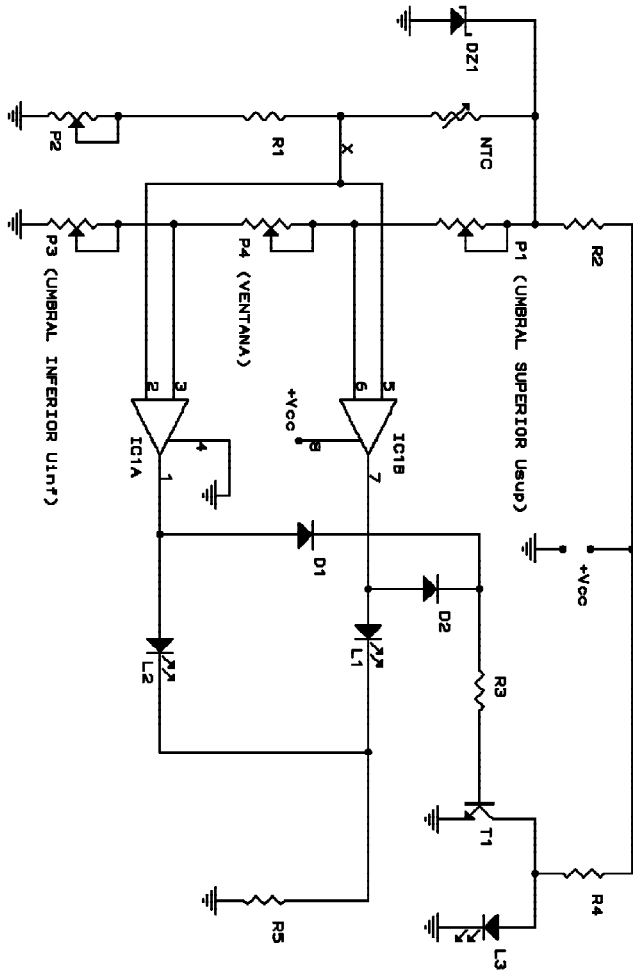 R2
R4
+Vcc
P1 (UMBRAL SUPERIOR Usup)
DZ1
NTC
R3
T1
L3
D2
IC1B
5
6
7
8
+Vcc
L1
X
D1
R1
R5
P4 (VENTANA)
3
2
4
1
IC1A
L2
P2
P3 (UMBRAL INFERIOR Uinf)